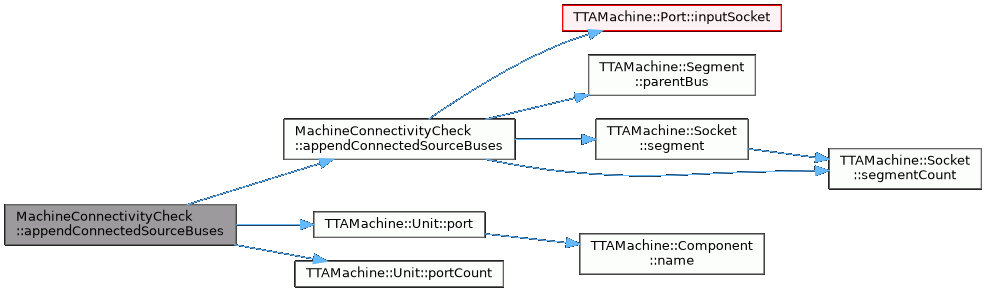 TTAMachine::Port::inputSocket
TTAMachine::Segment
::parentBus
MachineConnectivityCheck
::appendConnectedSourceBuses
TTAMachine::Socket
::segment
TTAMachine::Socket
::segmentCount
MachineConnectivityCheck
::appendConnectedSourceBuses
TTAMachine::Unit::port
TTAMachine::Component
::name
TTAMachine::Unit::portCount